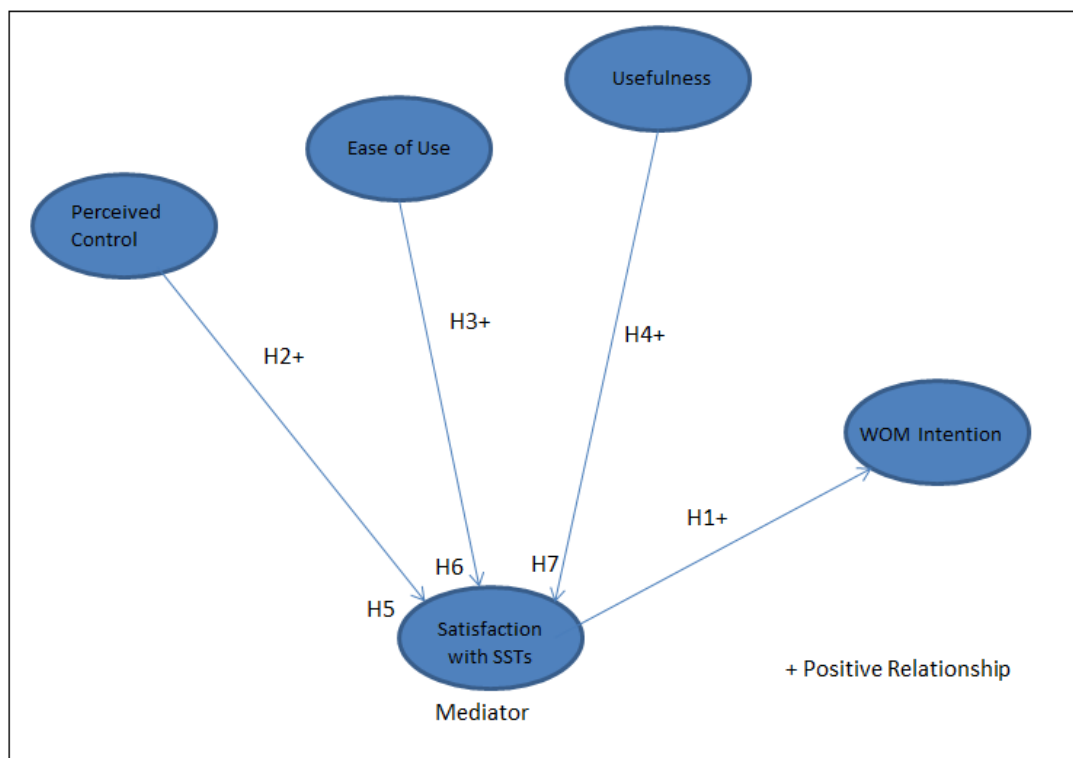 Usefulness
Ease of Use
Perceived
Control
H2+
H3+
H4+
WOM Intention
H1+
H5
H6
H7
Satisfaction
with SSTs
Mediator
+ Positive Relationship